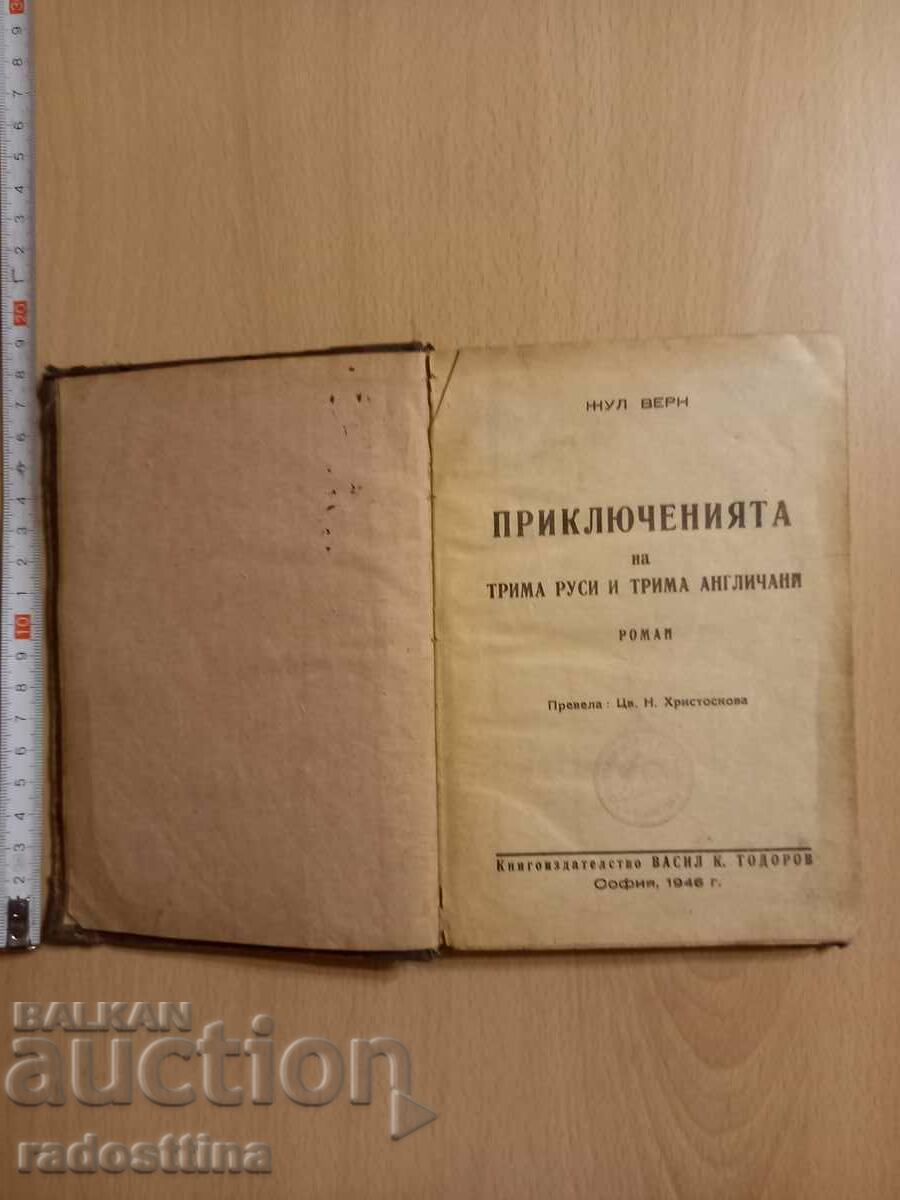 ЖУЛ ВЕРН
ПРИКЛЮЧЕНИЯТА
на
ТРИМА РУСИ И ТРИМА АНГЛИЧАНИ
РОМАН
Превела : Цв. Н. Христоскова
Книгоиздателство ВАСИЛ К. ТОДОРОВ
София, 1946 г.
BALKAN
auction
radosttina